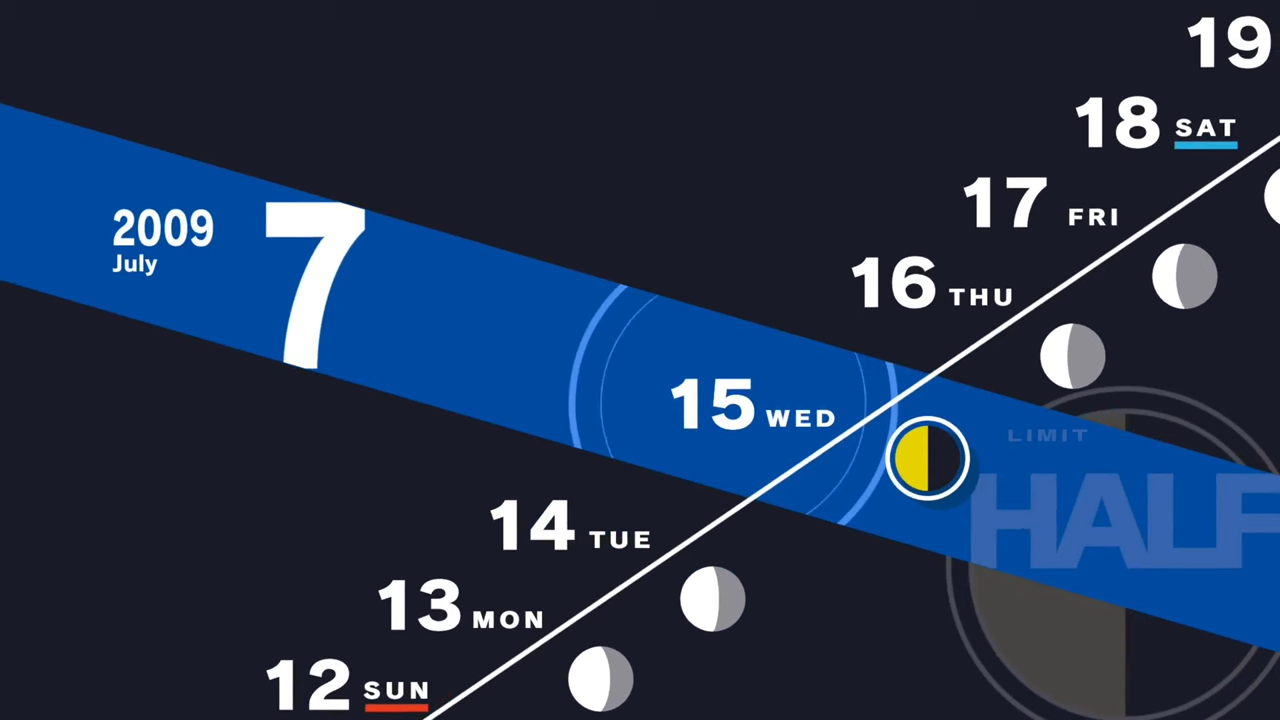 19
18 SAT
17 FRI
16 THU
2009
July
7
15 WED
LIMIT
HALF
14 TUE
13 MON
12 SUN